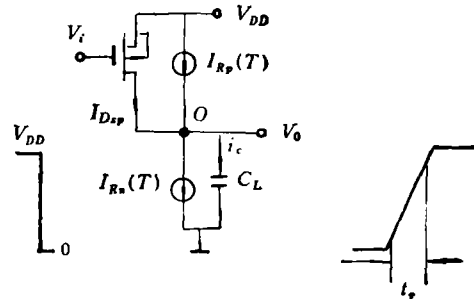 V_DD
V_i
I_Rp(T)
I_Dsp
O
V_0
V_DD
i_c
I_Rn(T)
C_L
0
t_r